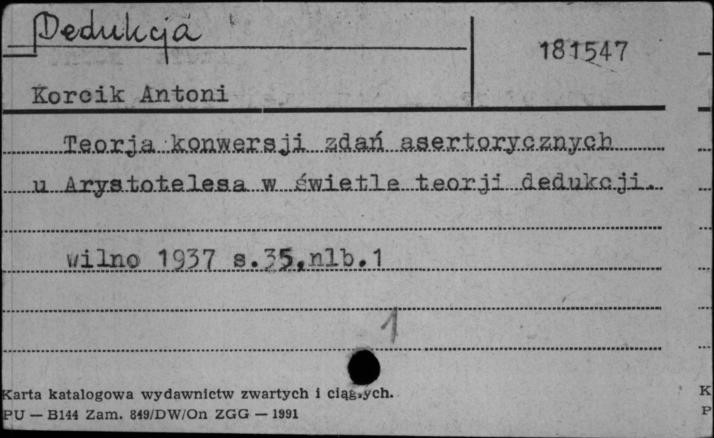 Dedukcja
181547
Korcik Antoni
Teorja konwersji zdań asertorycznych
u Arystotelesa w świetle teorji dedukcji.
Wilno 1937 s.35,nlb.1
1
Karta katalogowa wydawnictw zwartych i ciągłych.
PU — B144 Zam. 849/DW/On ZGG — 1991
K
P